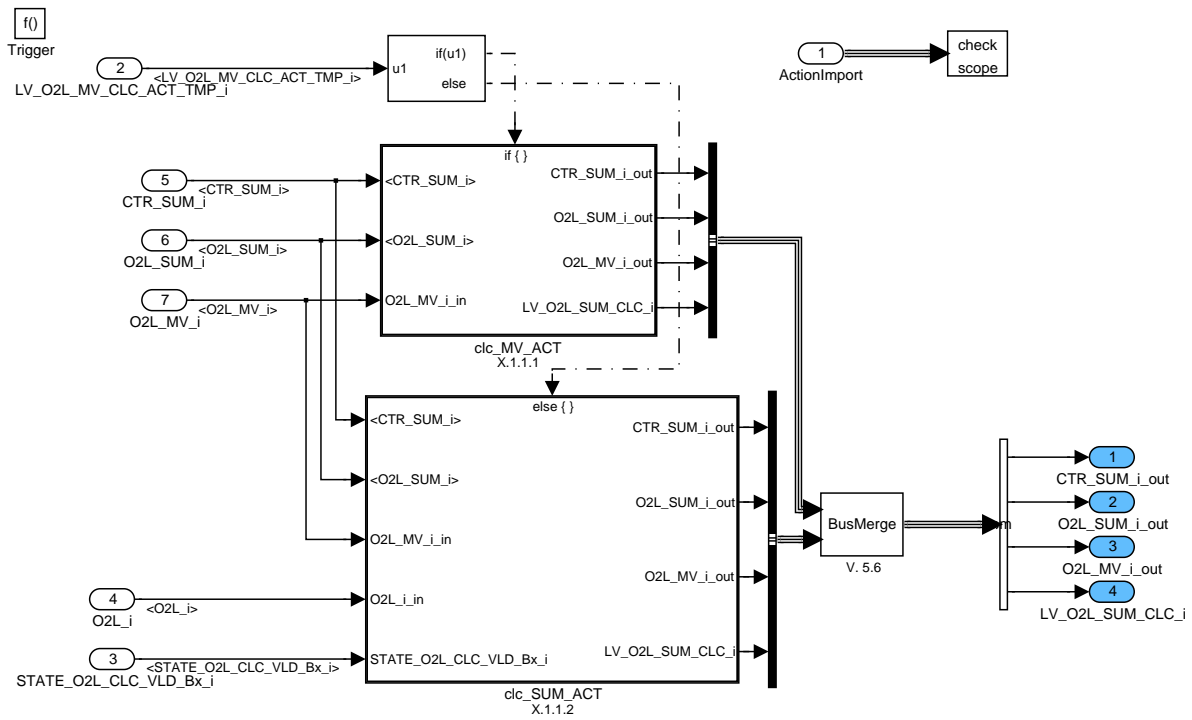 f()
Trigger
2
<LV_O2L_MV_CLC_ACT_TMP_i>
LV_O2L_MV_CLC_ACT_TMP_i
u1
if(u1)
else
1
ActionImport
check
scope
if { }
5
<CTR_SUM_i>
CTR_SUM_i
<CTR_SUM_i>
CTR_SUM_i_out
6
<O2L_SUM_i>
O2L_SUM_i
<O2L_SUM_i>
O2L_SUM_i_out
7
<O2L_MV_i>
O2L_MV_i
O2L_MV_i_in
O2L_MV_i_out
LV_O2L_SUM_CLC_i
clc_MV_ACT
X.1.1.1
else { }
<CTR_SUM_i>
CTR_SUM_i_out
<O2L_SUM_i>
O2L_SUM_i_out
O2L_MV_i_in
O2L_MV_i_out
4
<O2L_i>
O2L_i
O2L_i_in
3
<STATE_O2L_CLC_VLD_Bx_i>
STATE_O2L_CLC_VLD_Bx_i
STATE_O2L_CLC_VLD_Bx_i
LV_O2L_SUM_CLC_i
clc_SUM_ACT
X.1.1.2
BusMerge
V. 5.6
1
CTR_SUM_i_out
2
O2L_SUM_i_out
3
O2L_MV_i_out
4
LV_O2L_SUM_CLC_i